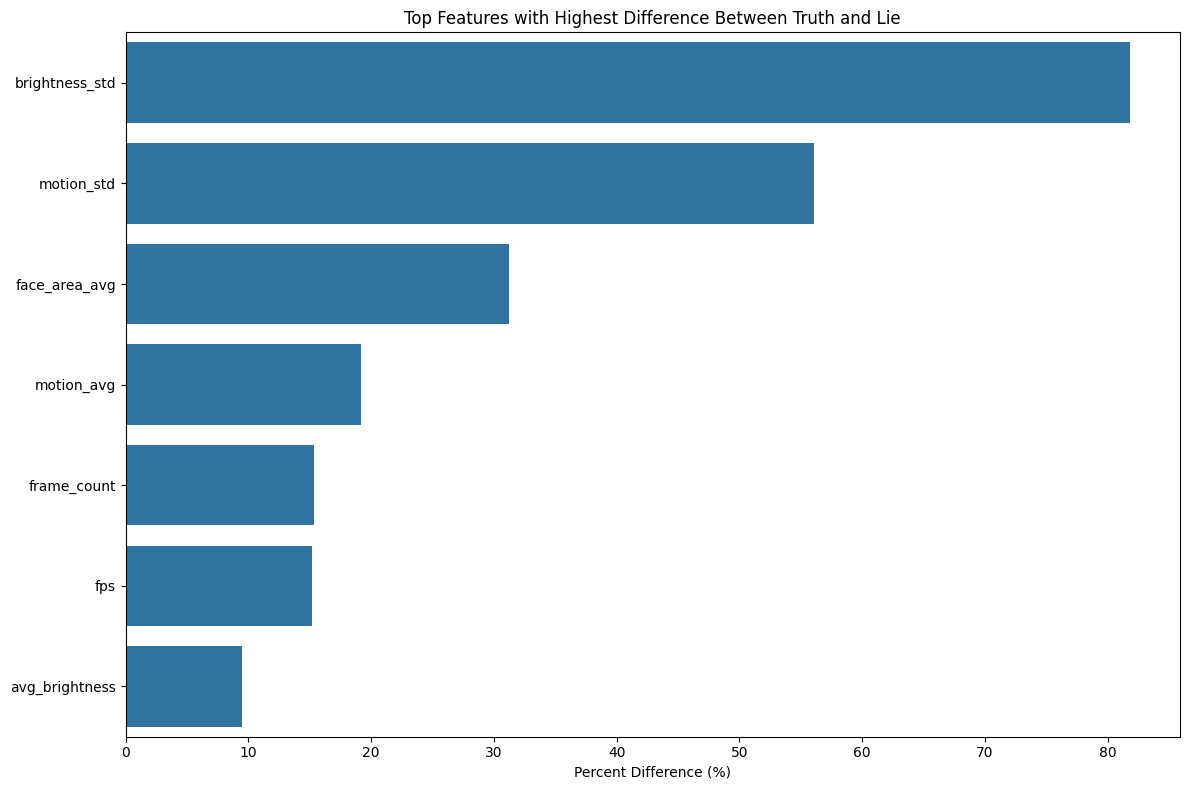 Top Features with Highest Difference Between Truth and Lie
brightness_std
motion_std
face_area_avg
motion_avg
frame_count
fps
avg_brightness
0 10 20 30 40 50 60 70 80
Percent Difference (%)